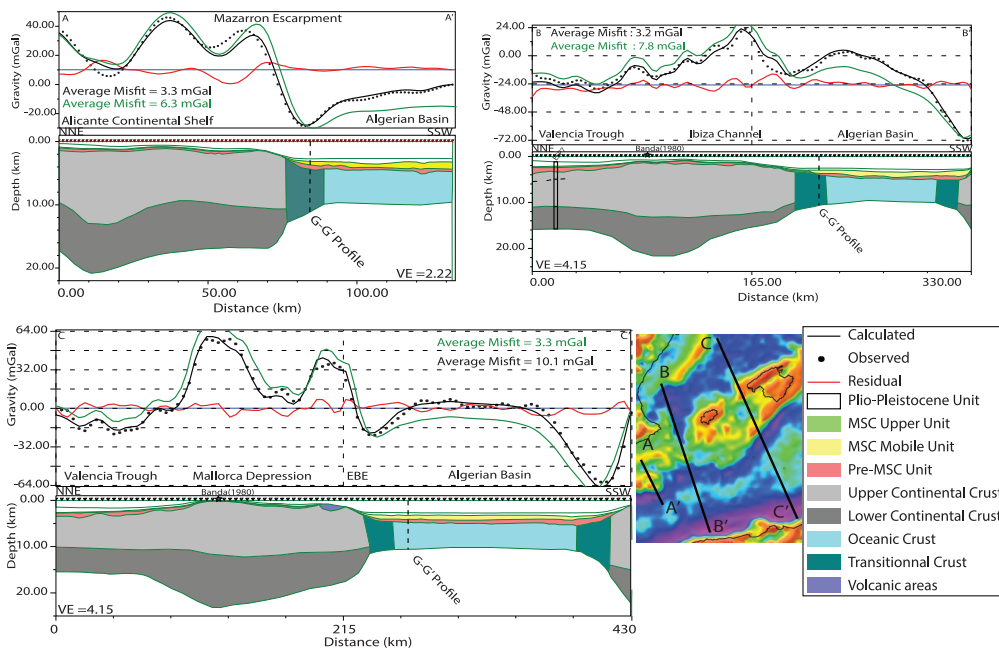 A
Mazarron Escarpment
A'
Gravity (mGal)
40.00
20.00
0.00
-20.00
Average Misfit = 3.3 mGal
Average Misfit = 6.3 mGal
Alicante Continental Shelf
Algerian Basin
NNE
SSW
Depth (km)
0.00
10.00
20.00
G-G' Profile
VE =2.22
0.00
50.00
100.00
Distance (km)
B
Average Misfit : 3.2 mGal
B'
Average Misfit : 7.8 mGal
Gravity (mGal)
24.00
0.00
-24.00
-48.00
-72.00
Valencia Trough
Ibiza Channel
Algerian Basin
NNE
Banda(1980)
SSW
Depth (km)
0.00
10.00
20.00
G-G' Profile
VE=4.15
0.00
165.00
330.00
Distance (km)
C
C'
Average Misfit = 3.3 mGal
Average Misfit = 10.1 mGal
Gravity (mGal)
64.00
32.00
0.00
-32.00
-64.00
Valencia Trough
Mallorca Depression
EBE
Algerian Basin
NNE
Banda(1980)
SSW
Depth (km)
0.00
10.00
20.00
G-G' Profile
VE=4.15
0
215
430
Distance (km)
C
B
A
A'
B'
C'
Calculated
Observed
Residual
Plio-Pleistocene Unit
MSC Upper Unit
MSC Mobile Unit
Pre-MSC Unit
Upper Continental Crust
Lower Continental Crust
Oceanic Crust
Transitionnal Crust
Volcanic areas